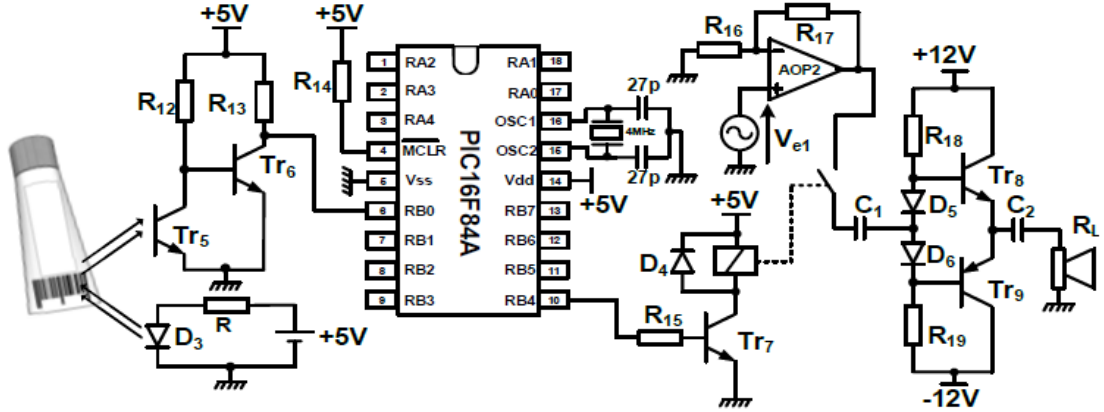 +5V
+5V
R12
R13
R14
Tr5
Tr6
D3
R
+5V
PIC16F84A
1 RA2
2 RA3
3 RA4
4 MCLR
5 Vss
6 RB0
7 RB1
8 RB2
9 RB3
RA1 18
RA0 17
OSC1 16
OSC2 15
Vdd 14
RB7 13
RB6 12
RB5 11
RB4 10
27p
4MHz
27p
+5V
R16
R17
AOP2
Ve1
+5V
D4
R15
Tr7
+12V
R18
Tr8
C1
D5
C2
RL
D6
Tr9
R19
-12V